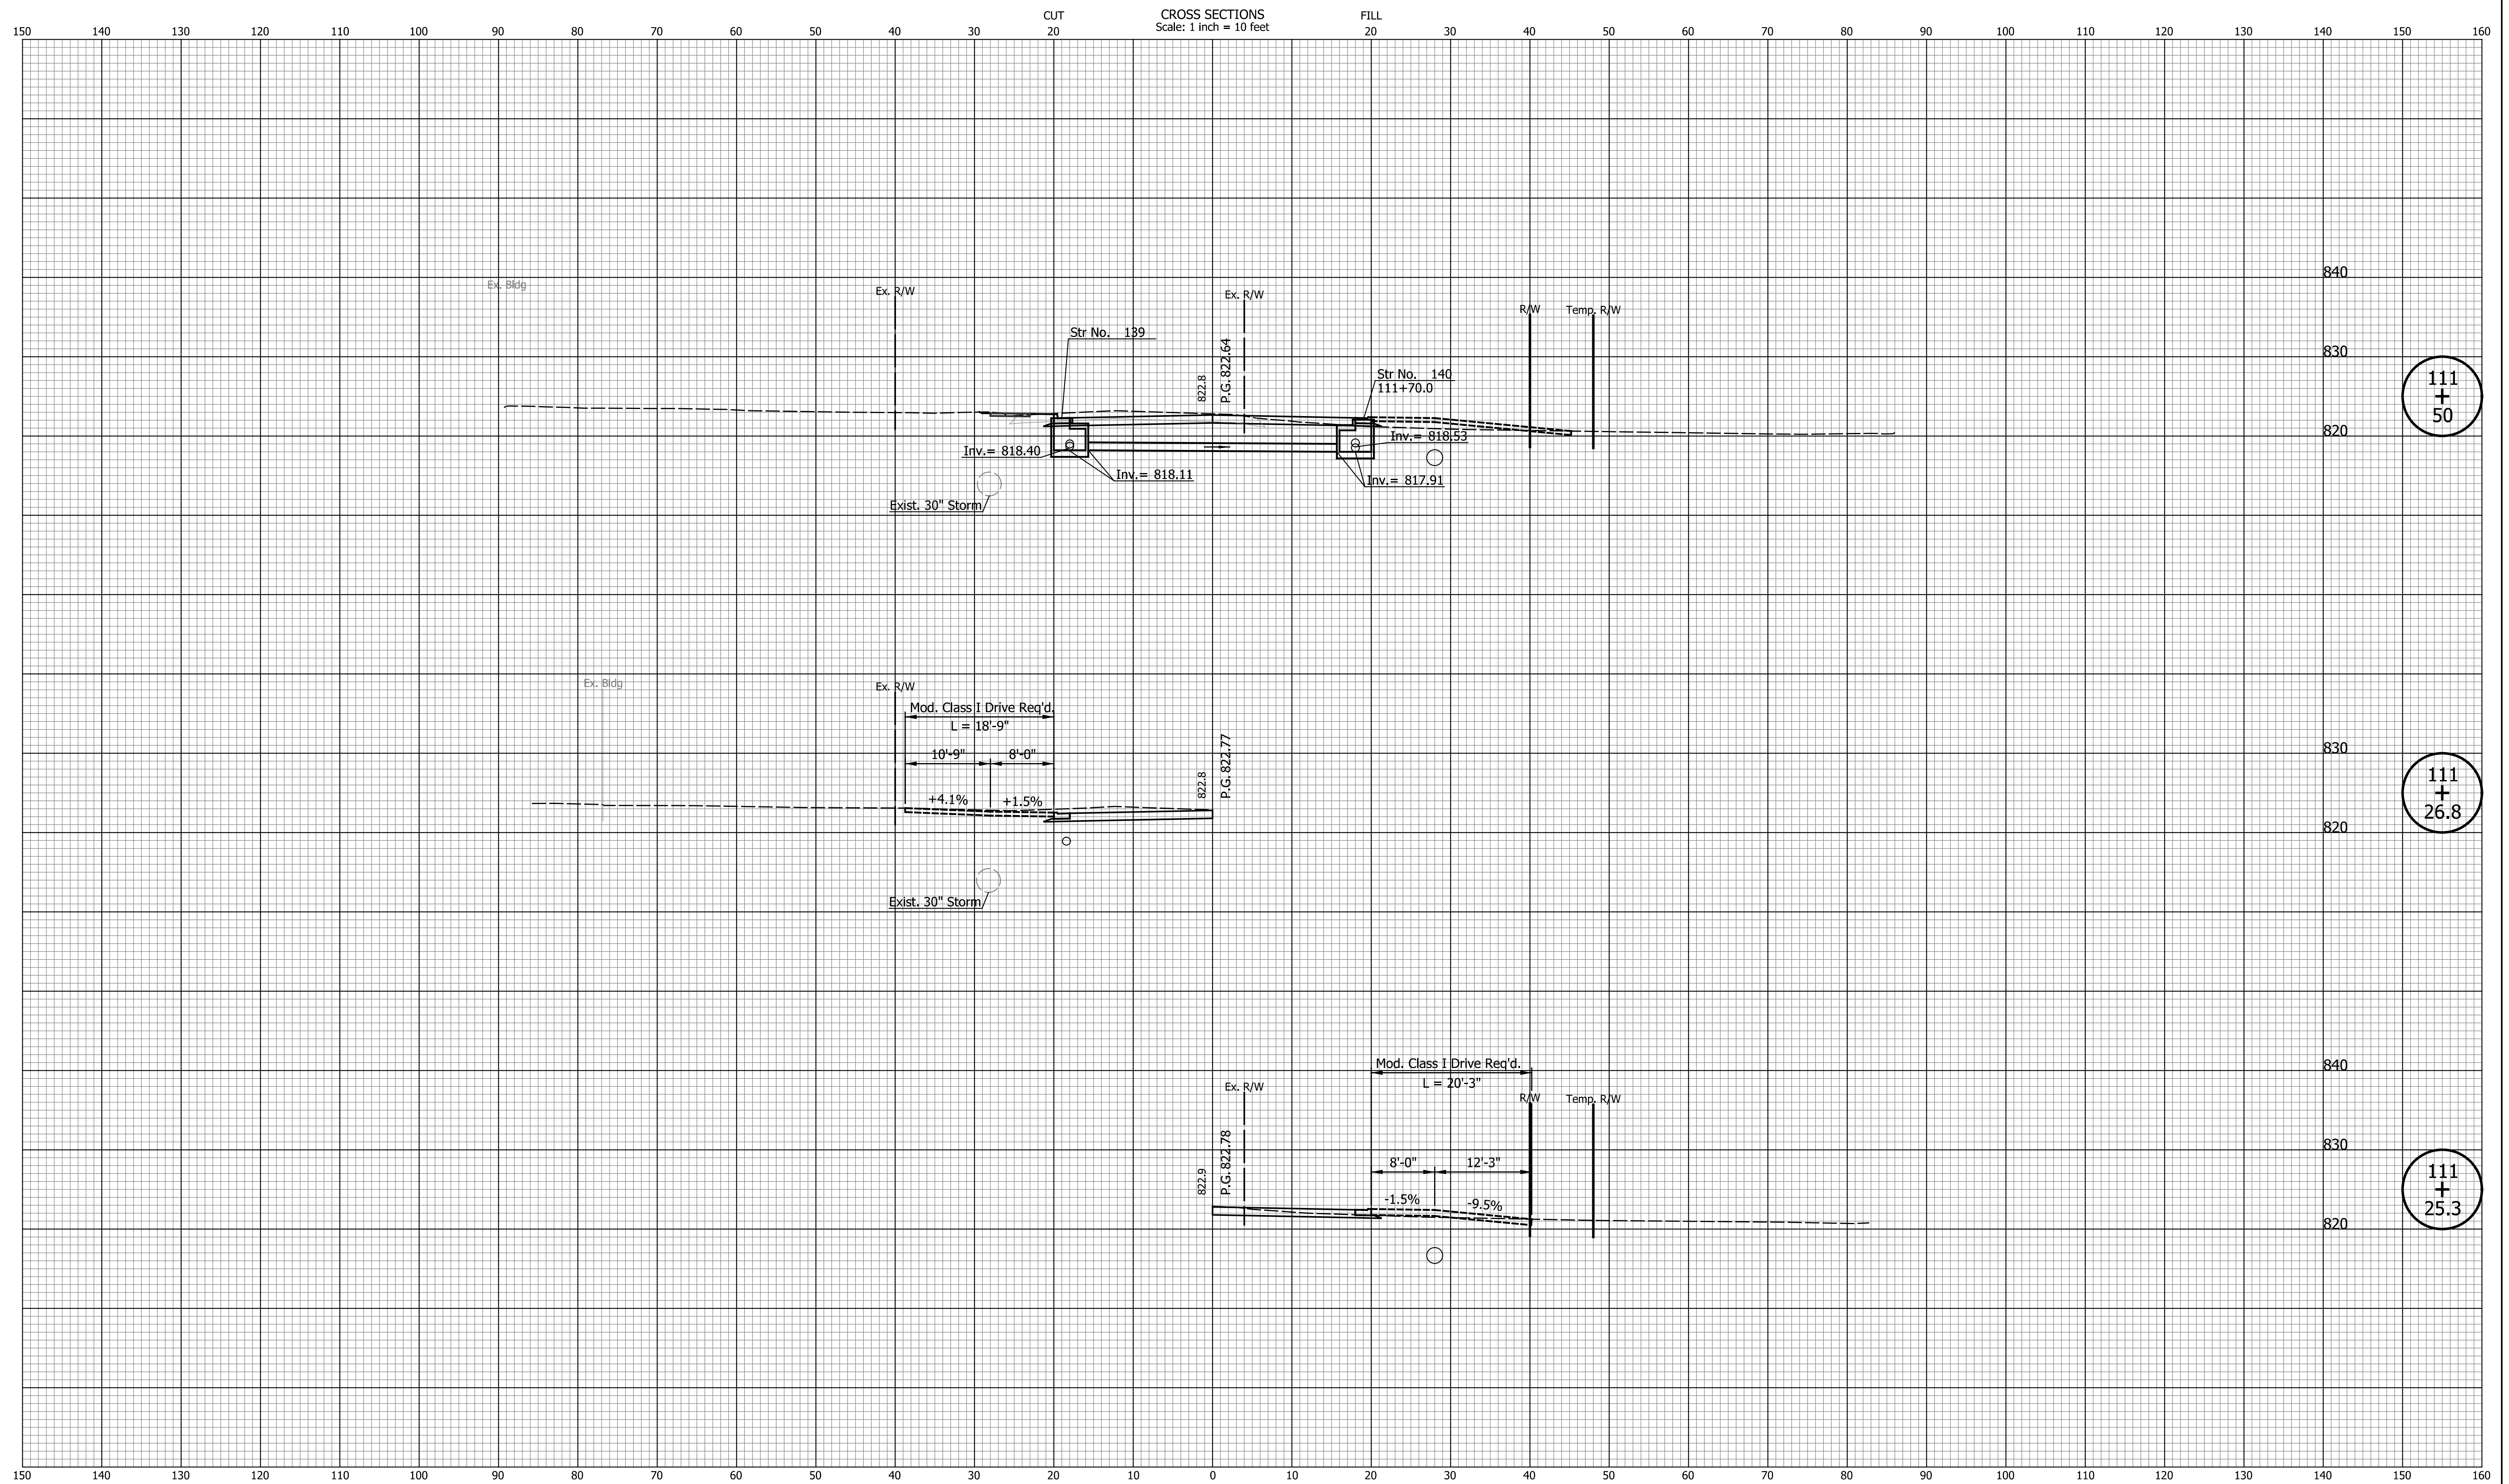 CUT CROSS SECTIONS FILL
Scale: 1 inch = 10 feet
150 140 130 120 110 100 90 80 70 60 50 40 30 20 10 0 10 20 30 40 50 60 70 80 90 100 110 120 130 140 150 160
840
Ex. Bldg
Ex. R/W
Ex. R/W
R/W
Temp. R/W
Str No. 139
822.8
P.G. 822.64
830
Str No. 140
111+70.0
111
+
50
820
Inv.= 818.40
Inv.= 818.53
Inv.= 818.11
Inv.= 817.91
Exist. 30" Storm
Ex. Bldg
Ex. R/W
Mod. Class I Drive Req'd.
L = 18'-9"
10'-9" 8'-0"
+4.1% +1.5%
822.8
P.G. 822.77
830
111
+
26.8
820
Exist. 30" Storm
840
Mod. Class I Drive Req'd.
L = 20'-3"
Ex. R/W
R/W
Temp. R/W
822.9
P.G. 822.78
8'-0" 12'-3"
-1.5% -9.5%
830
111
+
25.3
820
150 140 130 120 110 100 90 80 70 60 50 40 30 20 10 0 10 20 30 40 50 60 70 80 90 100 110 120 130 140 150 160